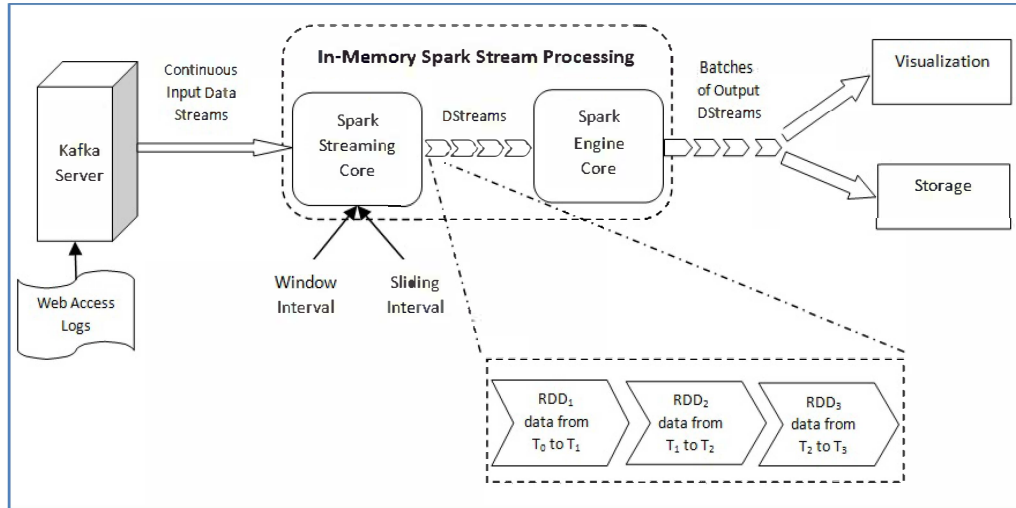 In-Memory Spark Stream Processing
Continuous
Input Data
Streams
Kafka
Server
Web Access
Logs
Spark
Streaming
Core
DStreams
Spark
Engine
Core
Batches
of Output
DStreams
Visualization
Storage
Window
Interval
Sliding
Interval
RDD₁
data from
T₀ to T₁
RDD₂
data from
T₁ to T₂
RDD₃
data from
T₂ to T₃